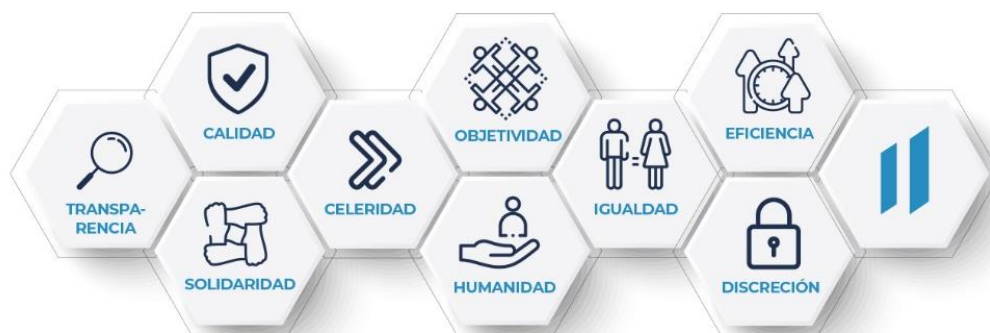 CALIDAD
OBJETIVIDAD
EFICIENCIA
TRANSPA-
RENCIA
CELERIDAD
IGUALDAD
SOLIDARIDAD
HUMANIDAD
DISCRECIÓN